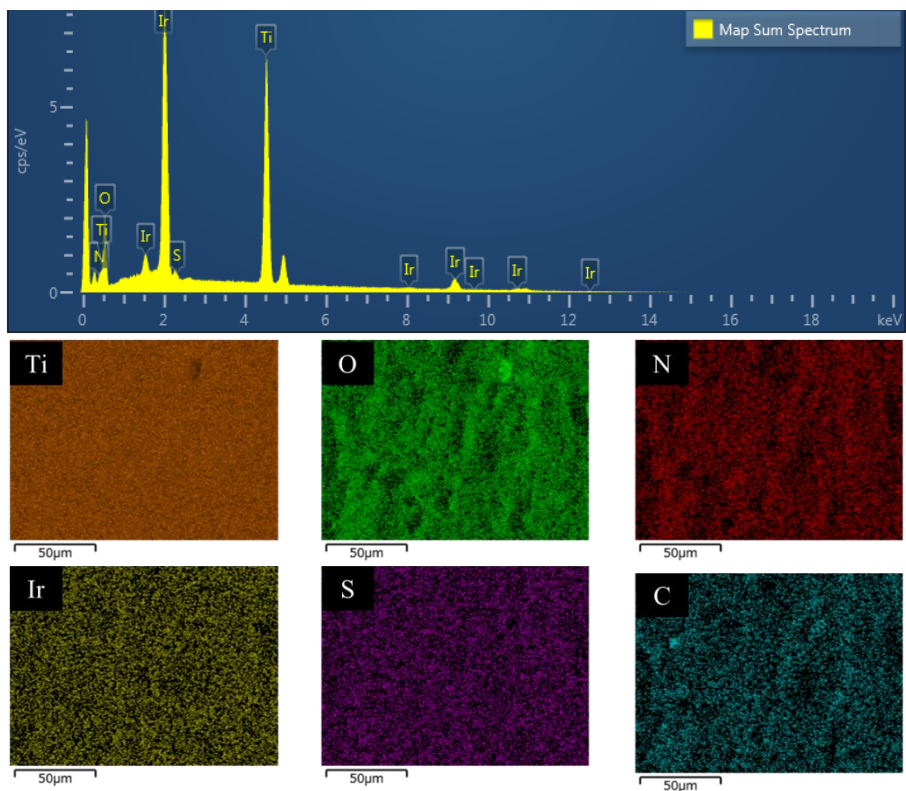 Map Sum Spectrum
cps/eV
5
0
N
Ti
O
Ir
Ir
S
Ti
Ir
Ir
Ir
Ir
Ir
0 2 4 6 8 10 12 14 16 18 keV
Ti O N
50µm 50µm 50µm
Ir S C
50µm 50µm 50µm